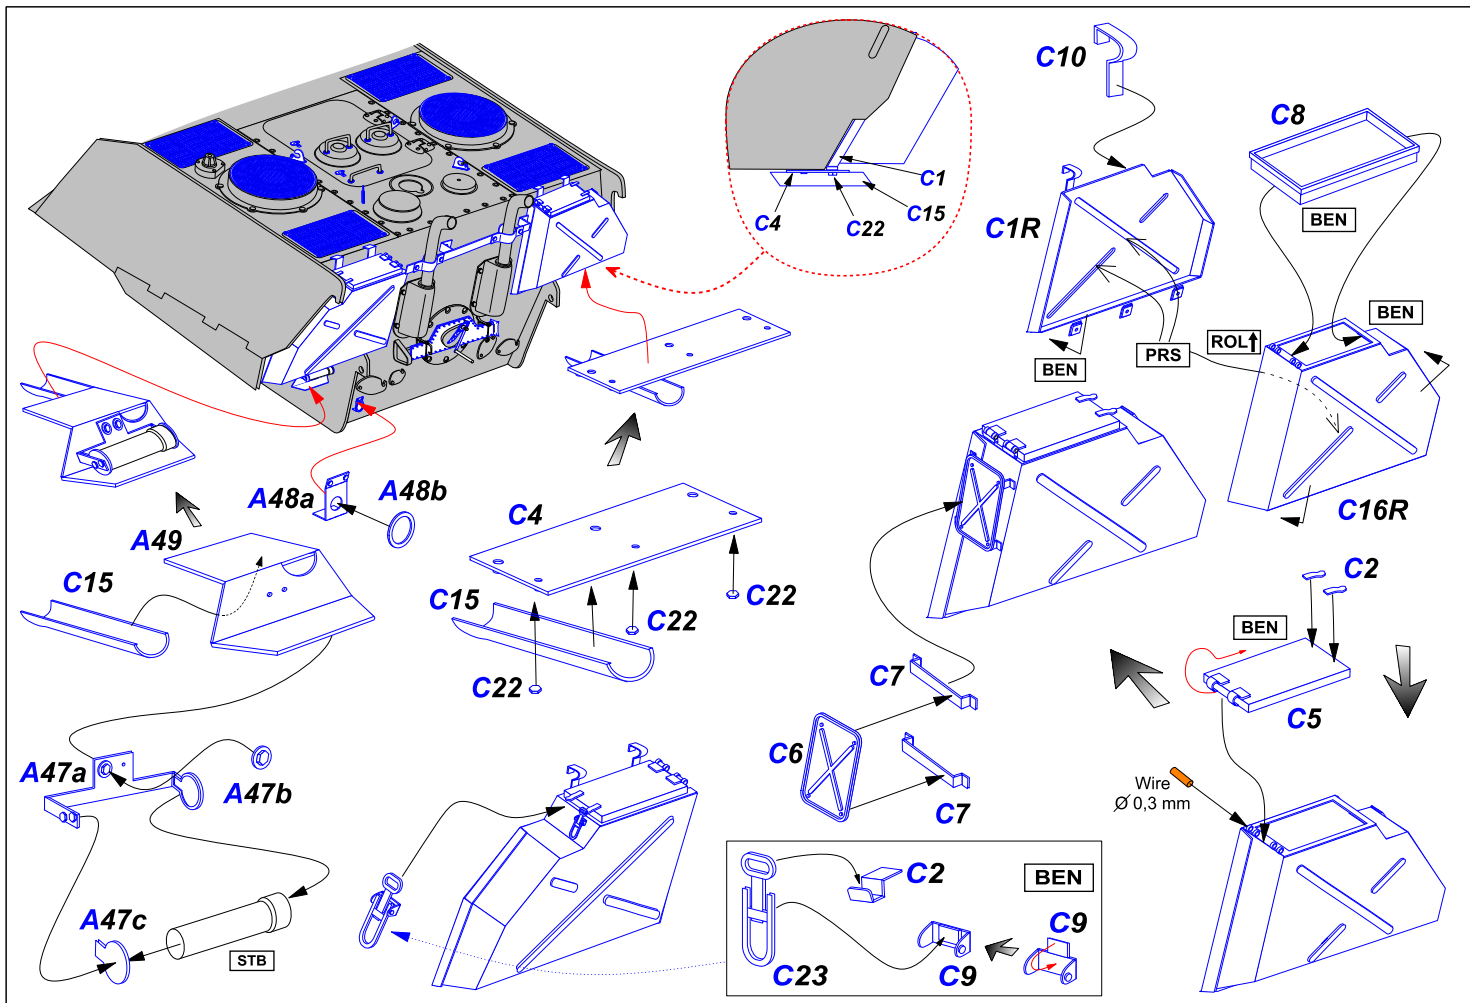 C10
C8
BEN
C1R
C1
C15
C4
C22
BEN
ROL
PRS
BEN
C16R
A48a
A48b
C4
A49
C15
C15
C22
C22
C22
C2
BEN
C5
C7
C6
C7
A47a
A47b
Wire
Ø 0,3 mm
A47c
STB
C2
BEN
C9
C23
C9